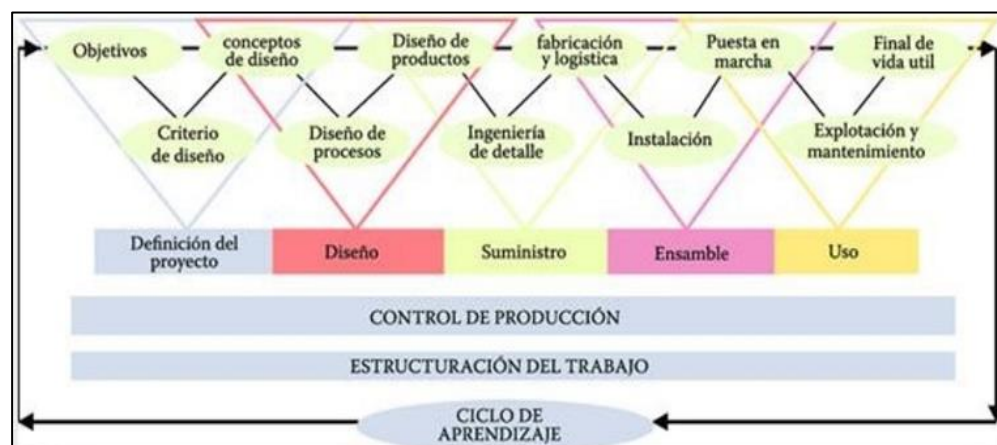 Objetivos
conceptos
de diseño
Diseño de
productos
fabricación
y logistica
Puesta en
marcha
Final de
vida util
Criterio
de diseño
Diseño de
procesos
Ingeniería
de detalle
Instalación
Explotación y
mantenimiento
Definición del
proyecto
Diseño
Suministro
Ensamble
Uso
CONTROL DE PRODUCCIÓN
ESTRUCTURACIÓN DEL TRABAJO
CICLO DE
APRENDIZAJE